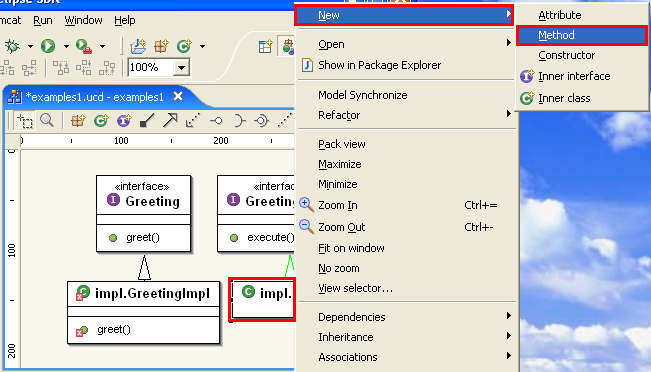 mcat Run Window Help
100%
*examples1.ucd - examples1
0 100 200
0
100
200
«interface»
Greeting
greet()
«interface»
Greetin
execute()
impl.GreetingImpl
greet()
impl.
New
Open
Show in Package Explorer
Model Synchronize
Refactor
Pack view
Maximize
Minimize
Zoom In Ctrl+=
Zoom Out Ctrl+-
Fit on window
No zoom
View selector...
Dependencies
Inheritance
Associations
Attribute
Method
Constructor
Inner interface
Inner class